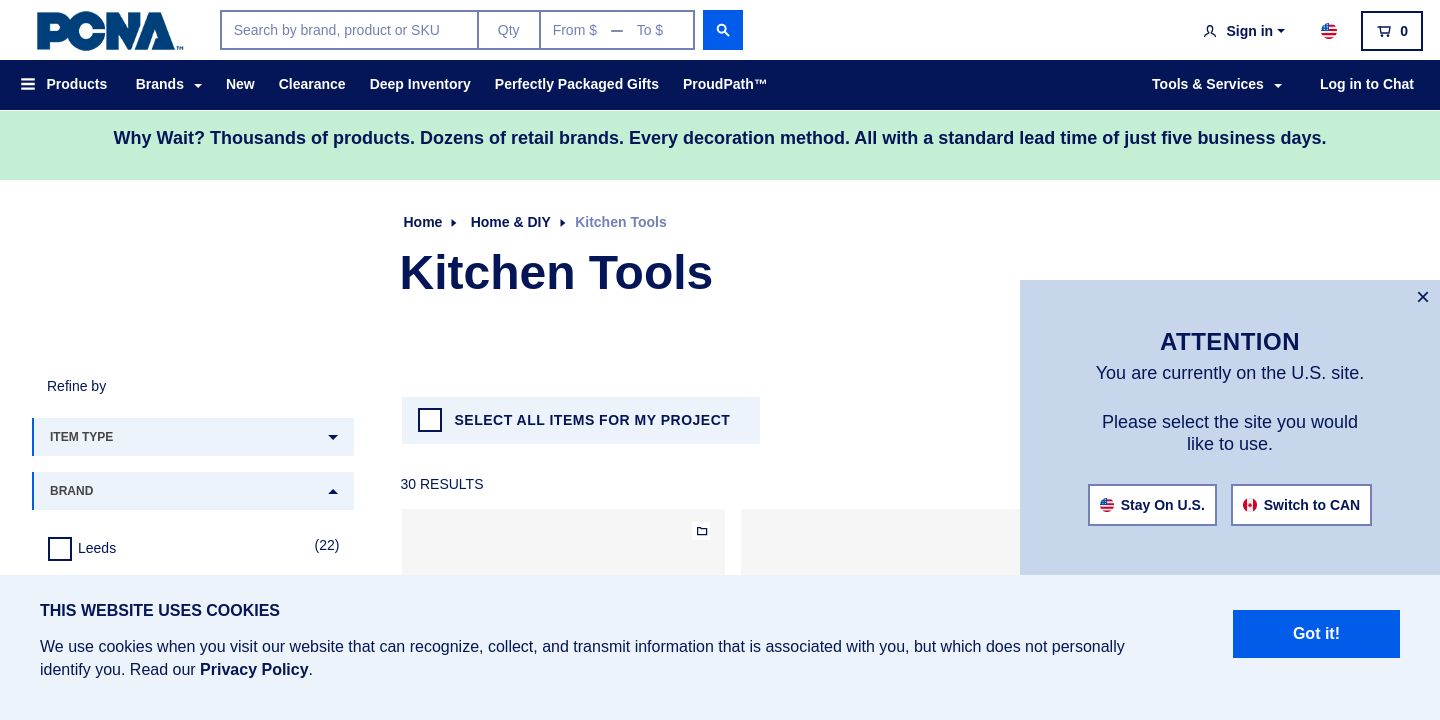 PCNA™
Search by brand, product or SKU Qty From $ — To $
Sign in 0
Products Brands New Clearance Deep Inventory Perfectly Packaged Gifts ProudPath™ Tools & Services Log in to Chat
Why Wait? Thousands of products. Dozens of retail brands. Every decoration method. All with a standard lead time of just five business days.
Home Home & DIY Kitchen Tools
Kitchen Tools
Refine by
ITEM TYPE
BRAND
Leeds (22)
SELECT ALL ITEMS FOR MY PROJECT
30 RESULTS
×
ATTENTION
You are currently on the U.S. site.
Please select the site you would
like to use.
Stay On U.S. Switch to CAN
THIS WEBSITE USES COOKIES
We use cookies when you visit our website that can recognize, collect, and transmit information that is associated with you, but which does not personally
identify you. Read our Privacy Policy.
Got it!